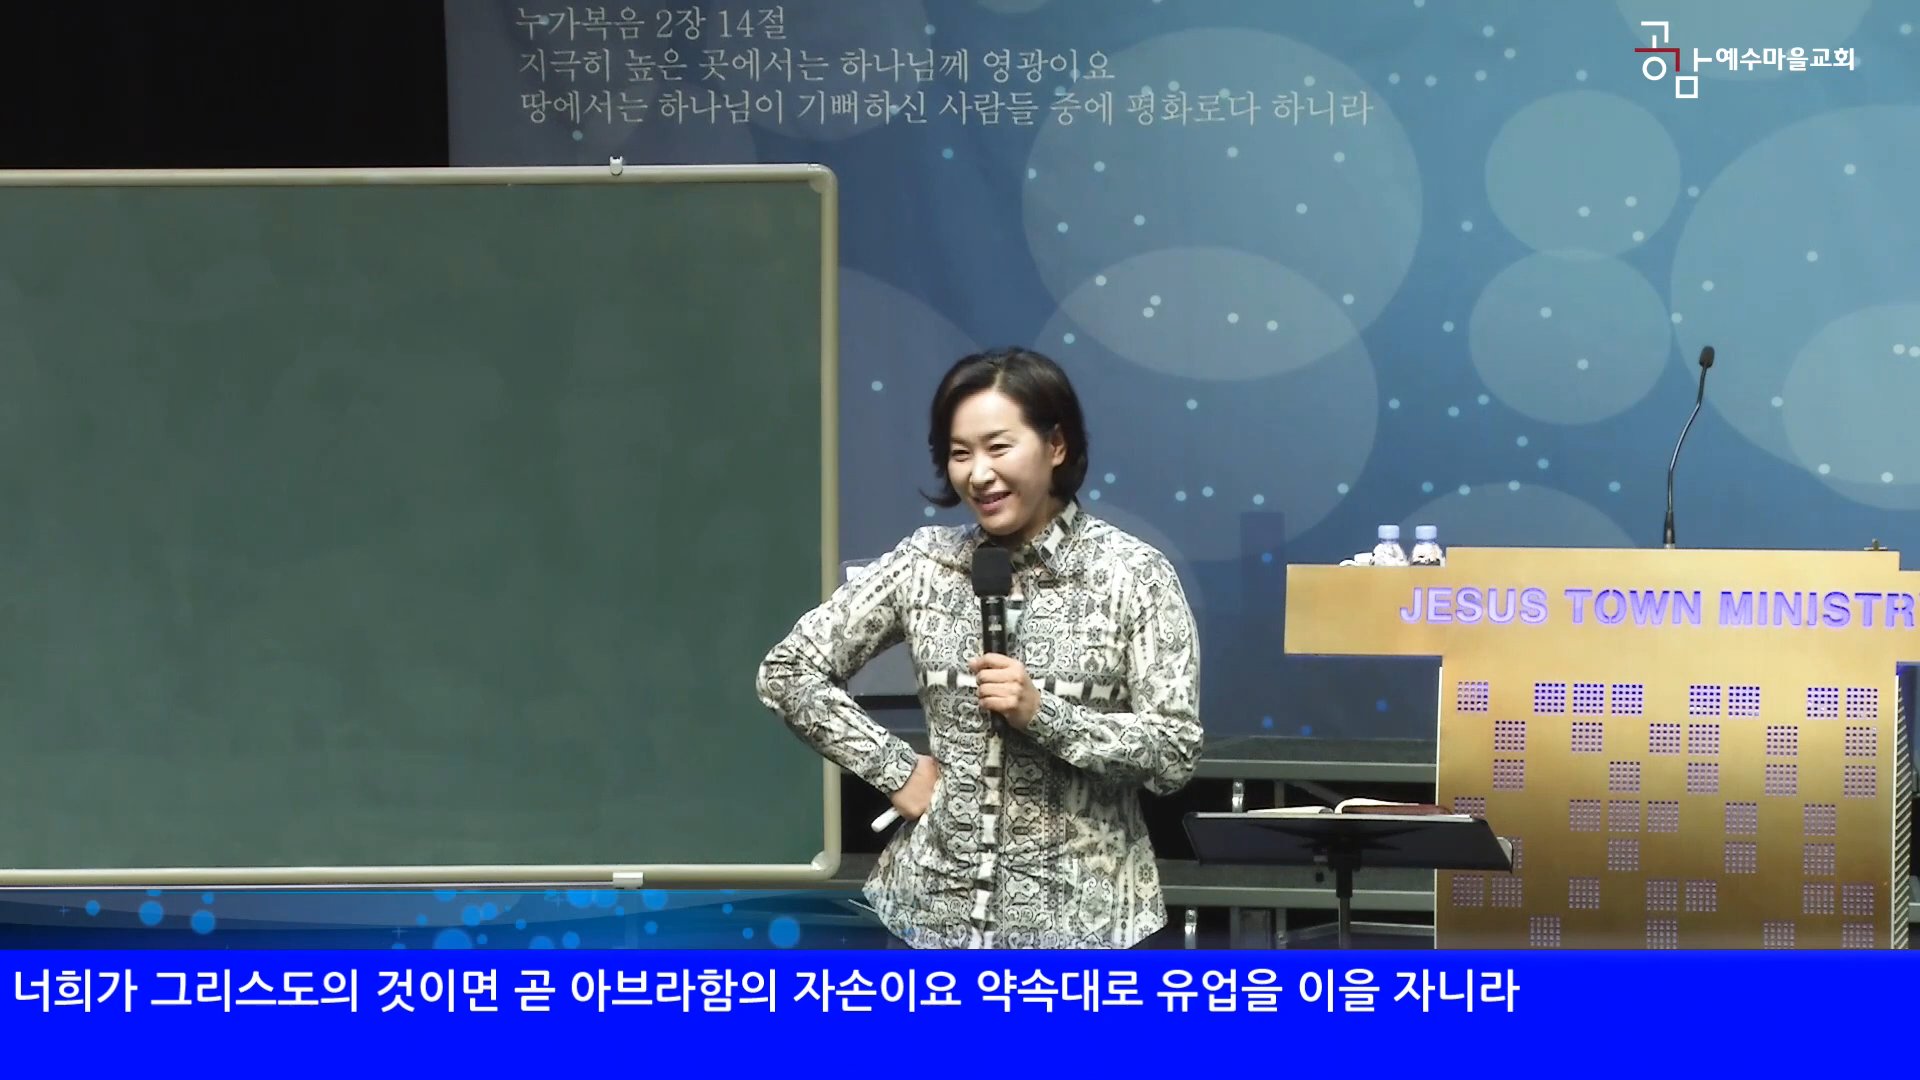 누가복음 2장 14절
지극히 높은 곳에서는 하나님께 영광이요
땅에서는 하나님이 기뻐하신 사람들 중에 평화로다 하니라
공감 예수마을교회
JESUS TOWN MINISTR
너희가 그리스도의 것이면 곧 아브라함의 자손이요 약속대로 유업을 이을 자니라